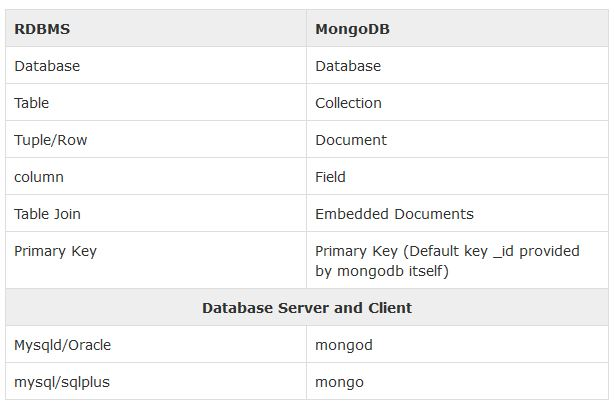 RDBMS MongoDB
Database Database
Table Collection
Tuple/Row Document
column Field
Table Join Embedded Documents
Primary Key Primary Key (Default key _id provided
by mongodb itself)
Database Server and Client
Mysqld/Oracle mongod
mysql/sqlplus mongo